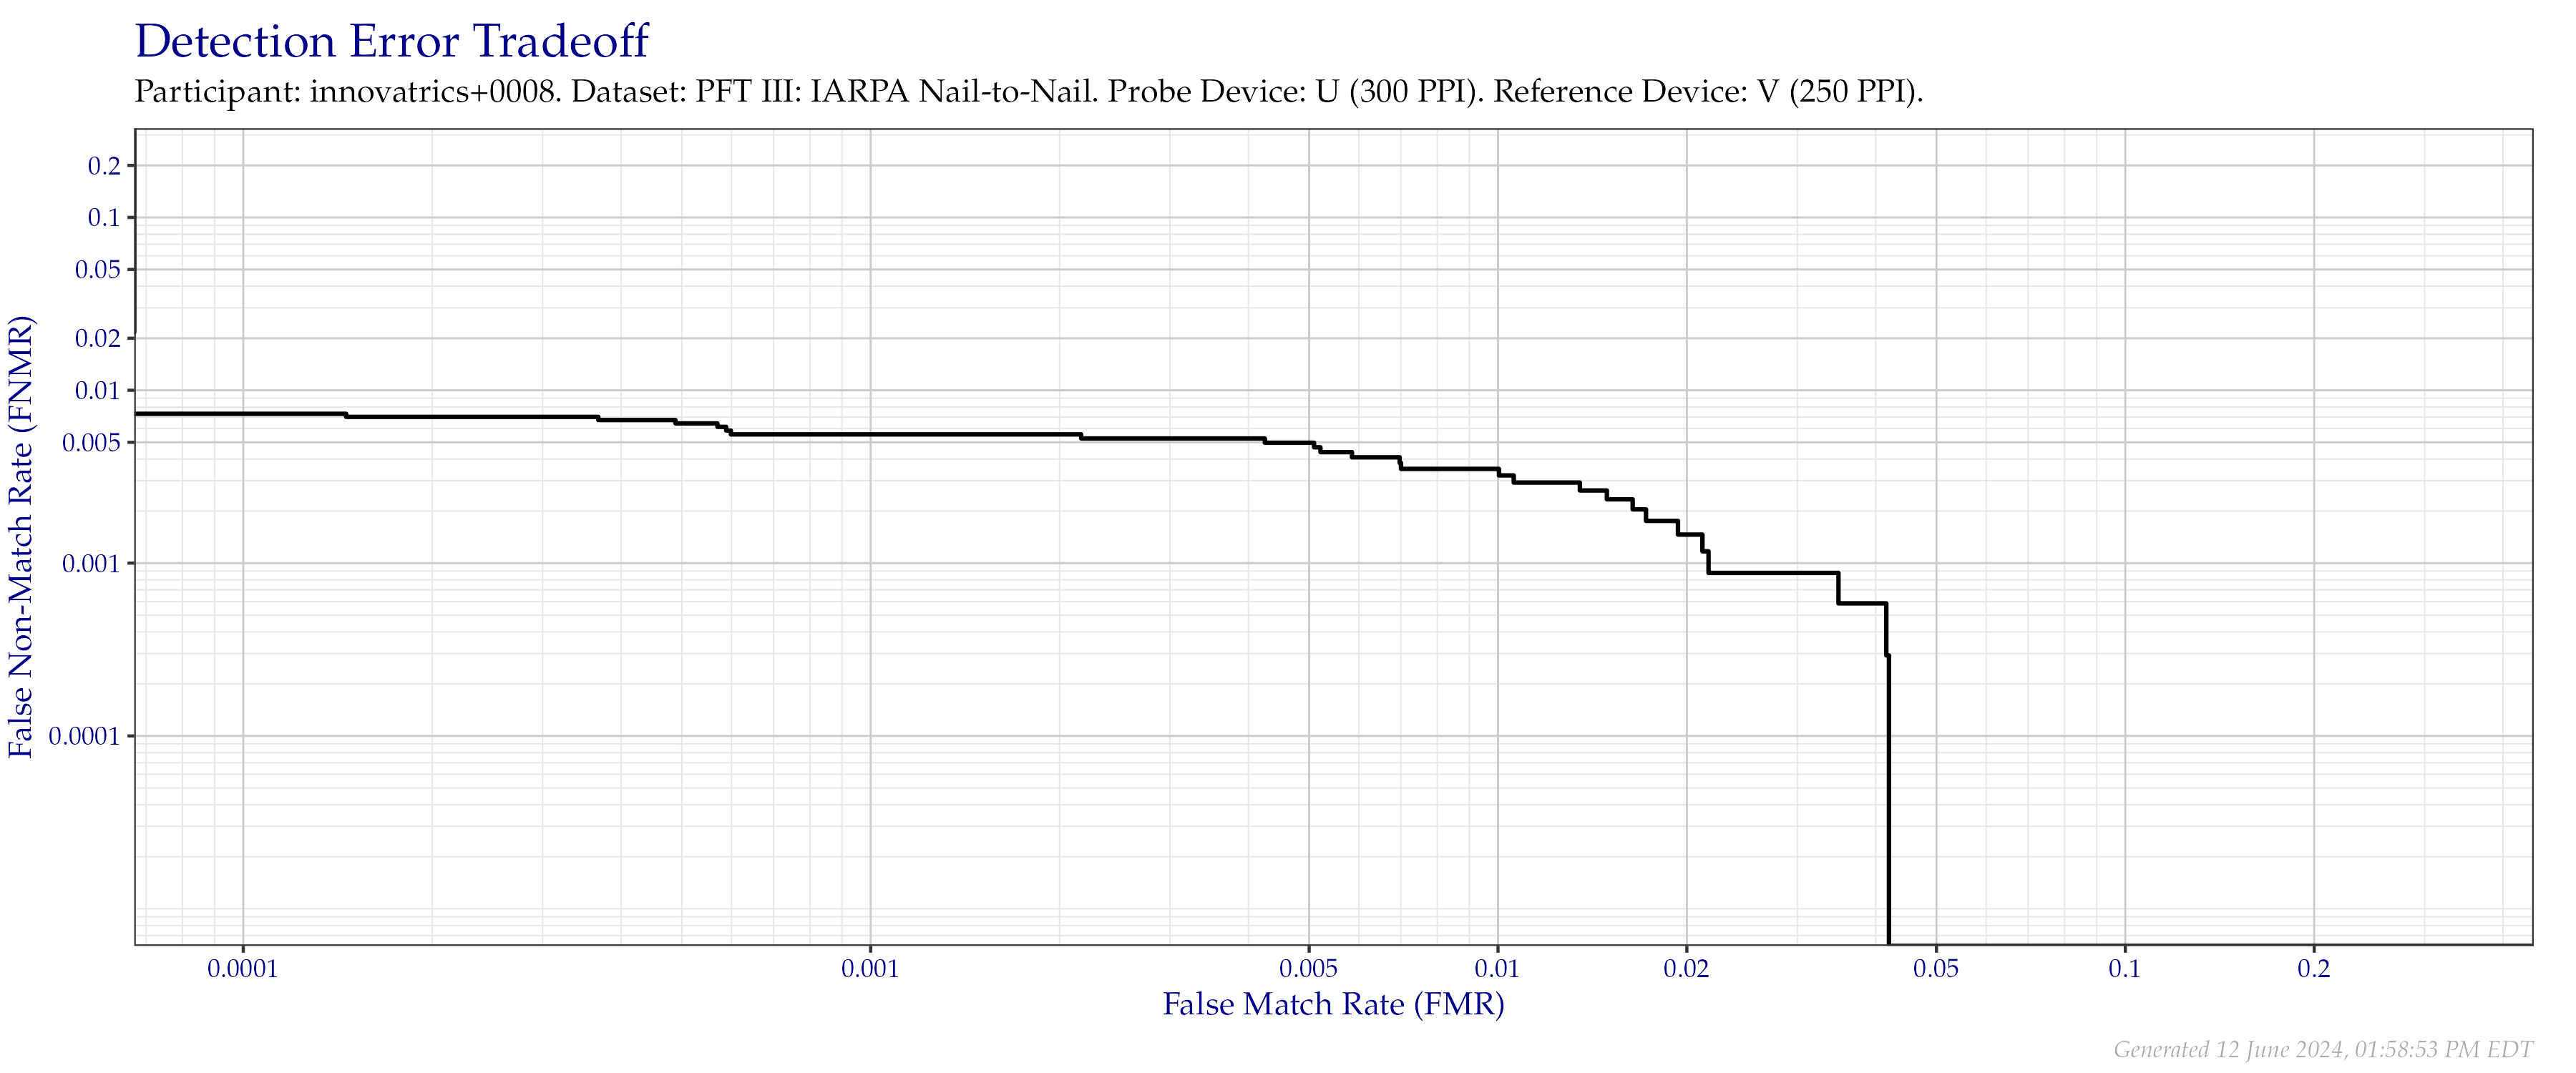 Detection Error Tradeoff
Participant: innovatrics+0008. Dataset: PFT III: IARPA Nail-to-Nail. Probe Device: U (300 PPI). Reference Device: V (250 PPI).
False Non-Match Rate (FNMR)
0.2
0.1
0.05
0.02
0.01
0.005
0.001
0.0001
0.0001 0.001 0.005 0.01 0.02 0.05 0.1 0.2
False Match Rate (FMR)
Generated 12 June 2024, 01:58:53 PM EDT